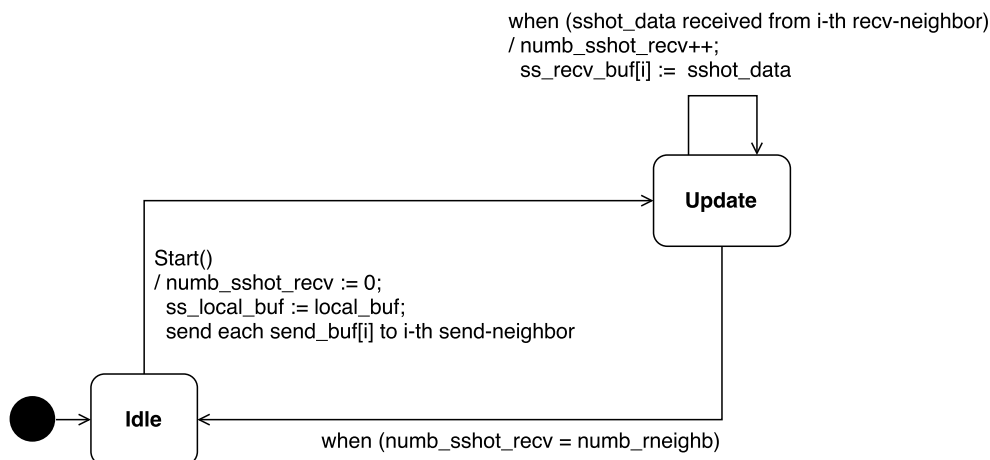 when (sshot_data received from i-th recv-neighbor)
/ numb_sshot_recv++;
ss_recv_buf[i] := sshot_data
Update
Start()
/ numb_sshot_recv := 0;
ss_local_buf := local_buf;
send each send_buf[i] to i-th send-neighbor
Idle
when (numb_sshot_recv = numb_rneighb)